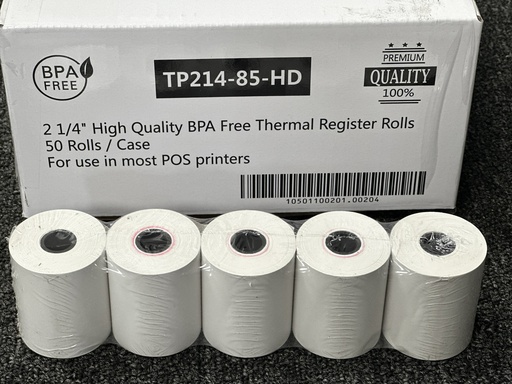 BPA
FREE
TP214-85-HD
PREMIUM
QUALITY
100%
2 1/4" High Quality BPA Free Thermal Register Rolls
50 Rolls / Case
For use in most POS printers
10501100201.00204